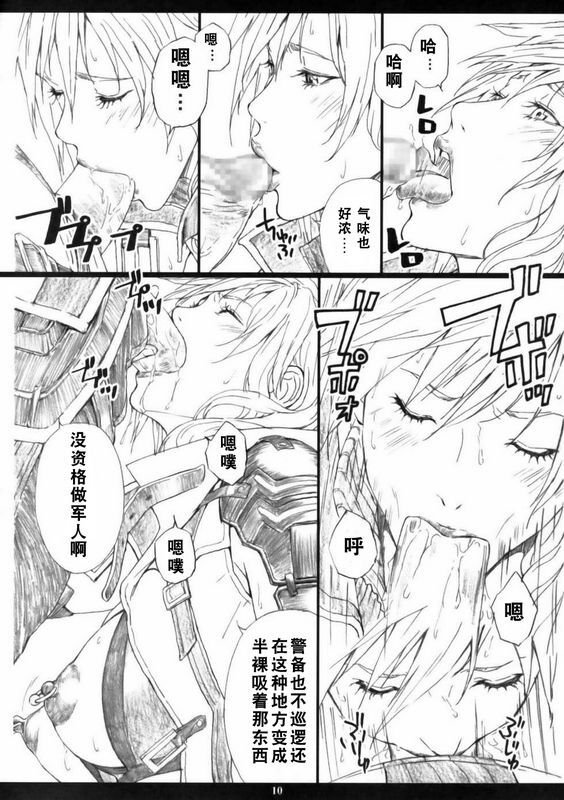 哈…
哈啊
レロ
レロ
气味也
好浓……
嗯…
嗯嗯…
呼
嗯
嗯噗
嗯噗
没资格做军人啊
警备也不巡逻还
在这种地方变成
半裸吸着那东西
10